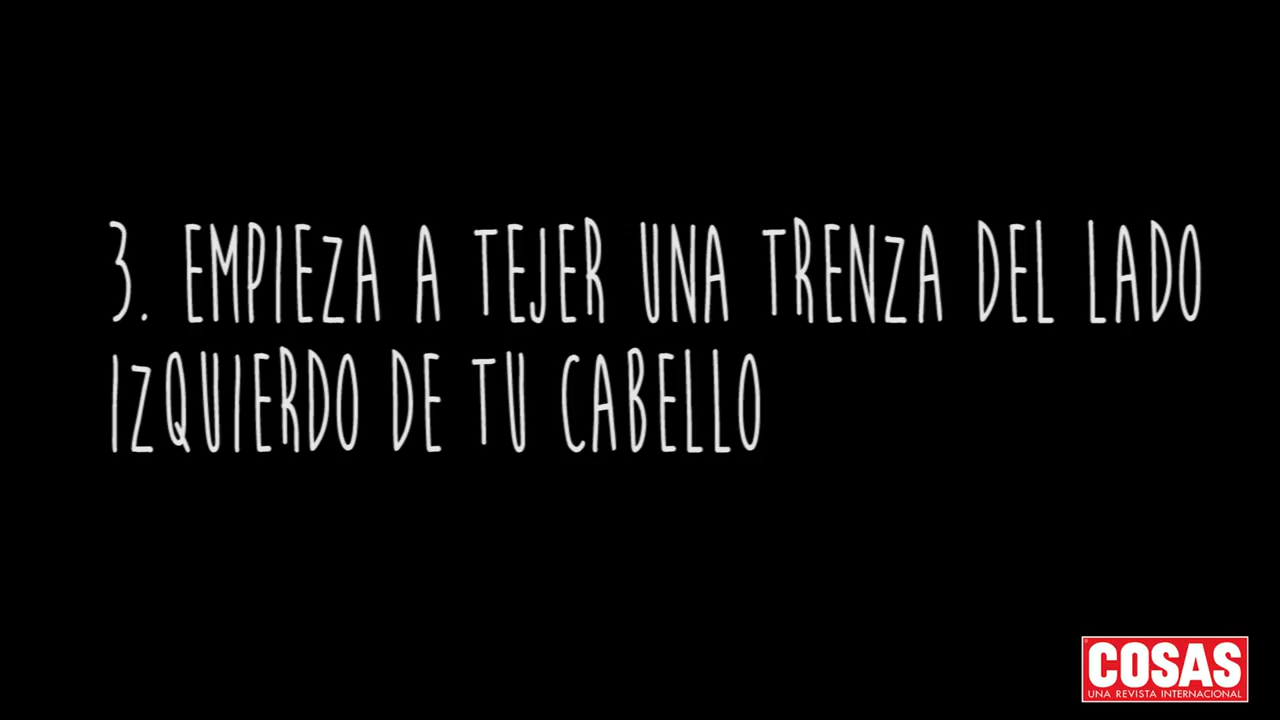 3. EMPIEZA A TEJER UNA TRENZA DEL LADO
IZQUIERDO DE TU CABELLO
COSAS
UNA REVISTA INTERNACIONAL